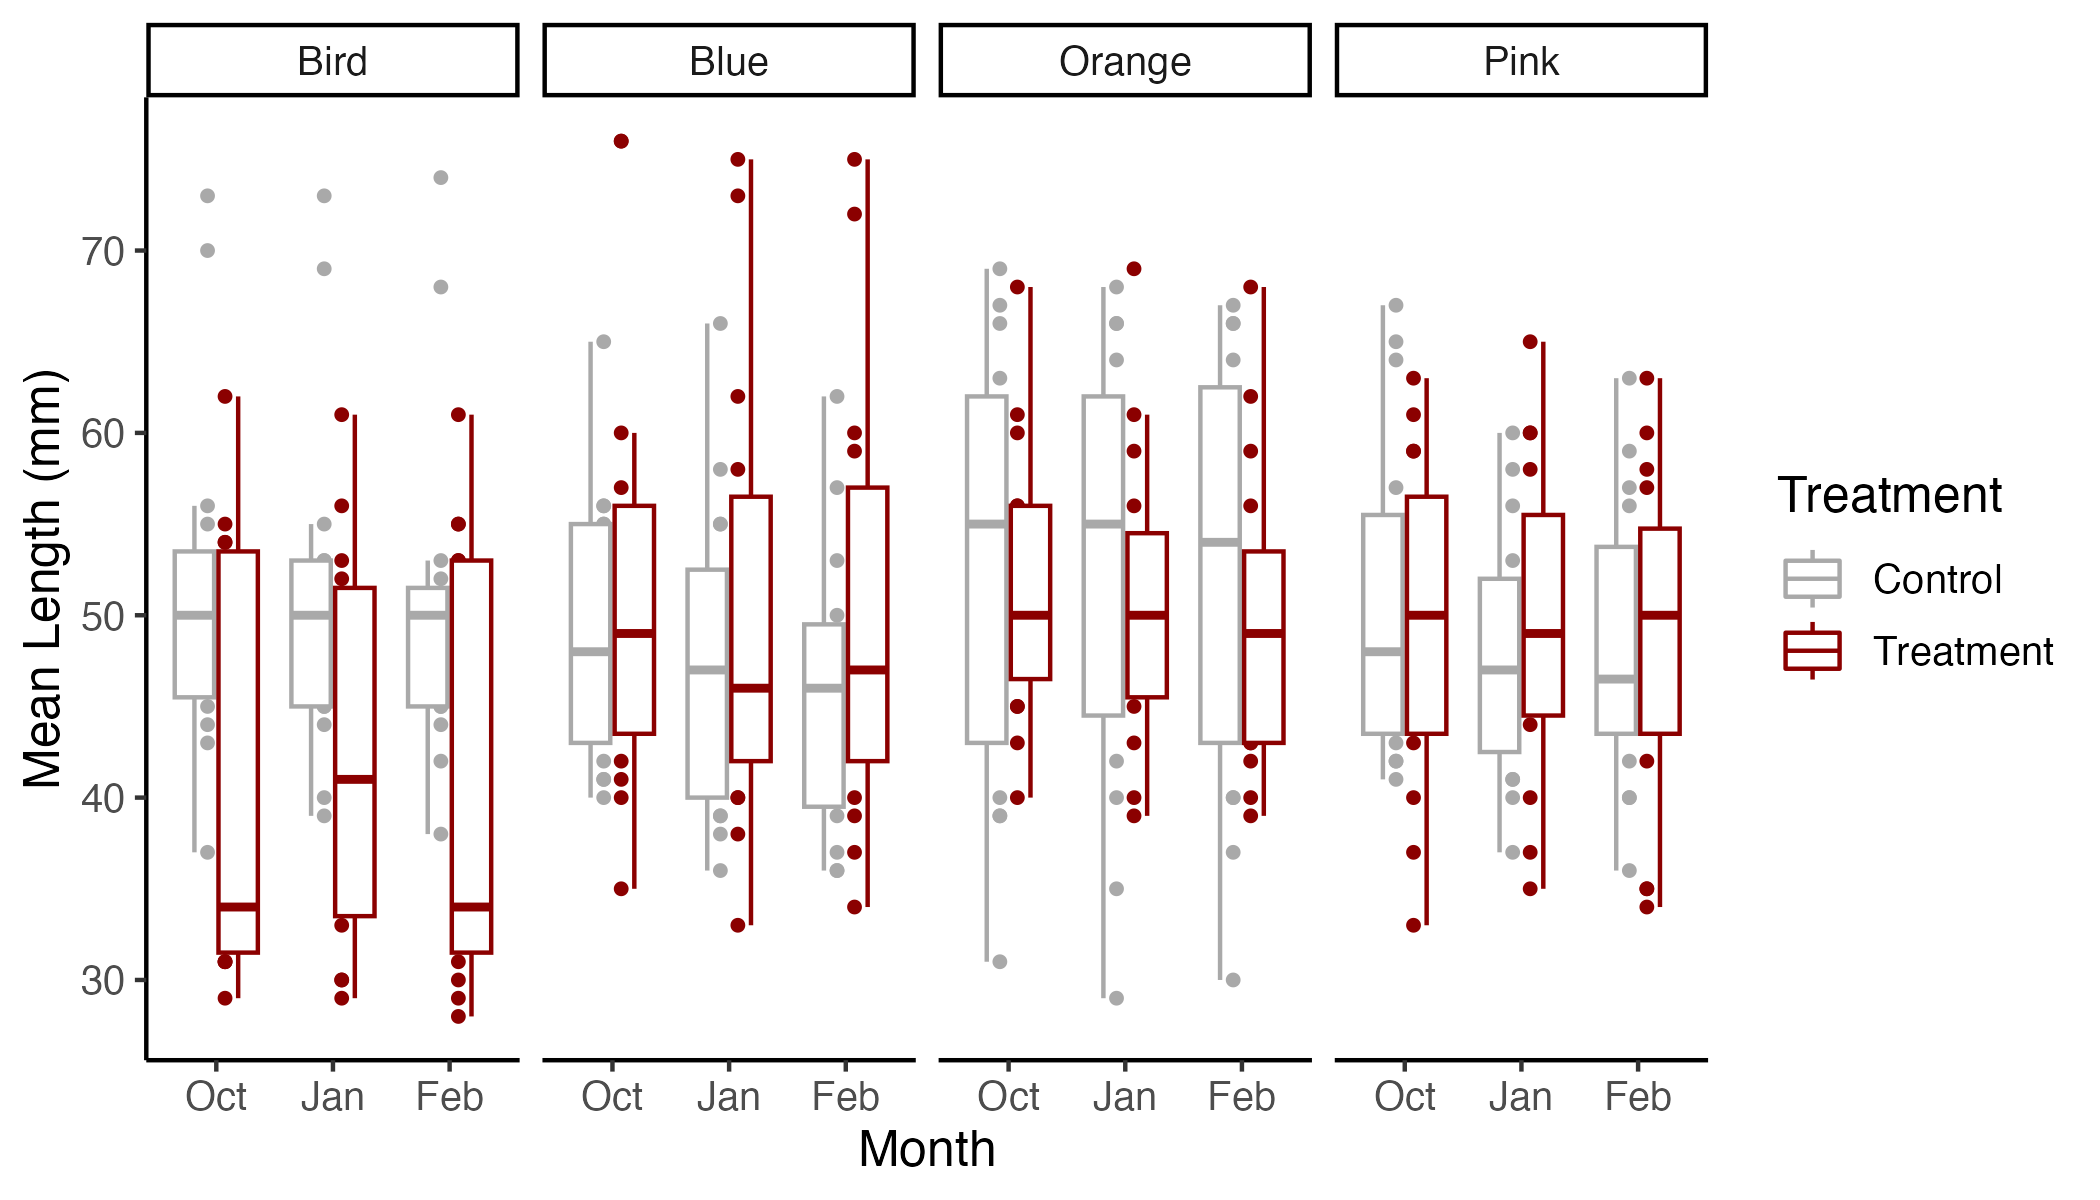 Bird Blue Orange Pink
Mean Length (mm)
70
60
50
40
30
Oct Jan Feb Oct Jan Feb Oct Jan Feb Oct Jan Feb
Month
Treatment
Control
Treatment